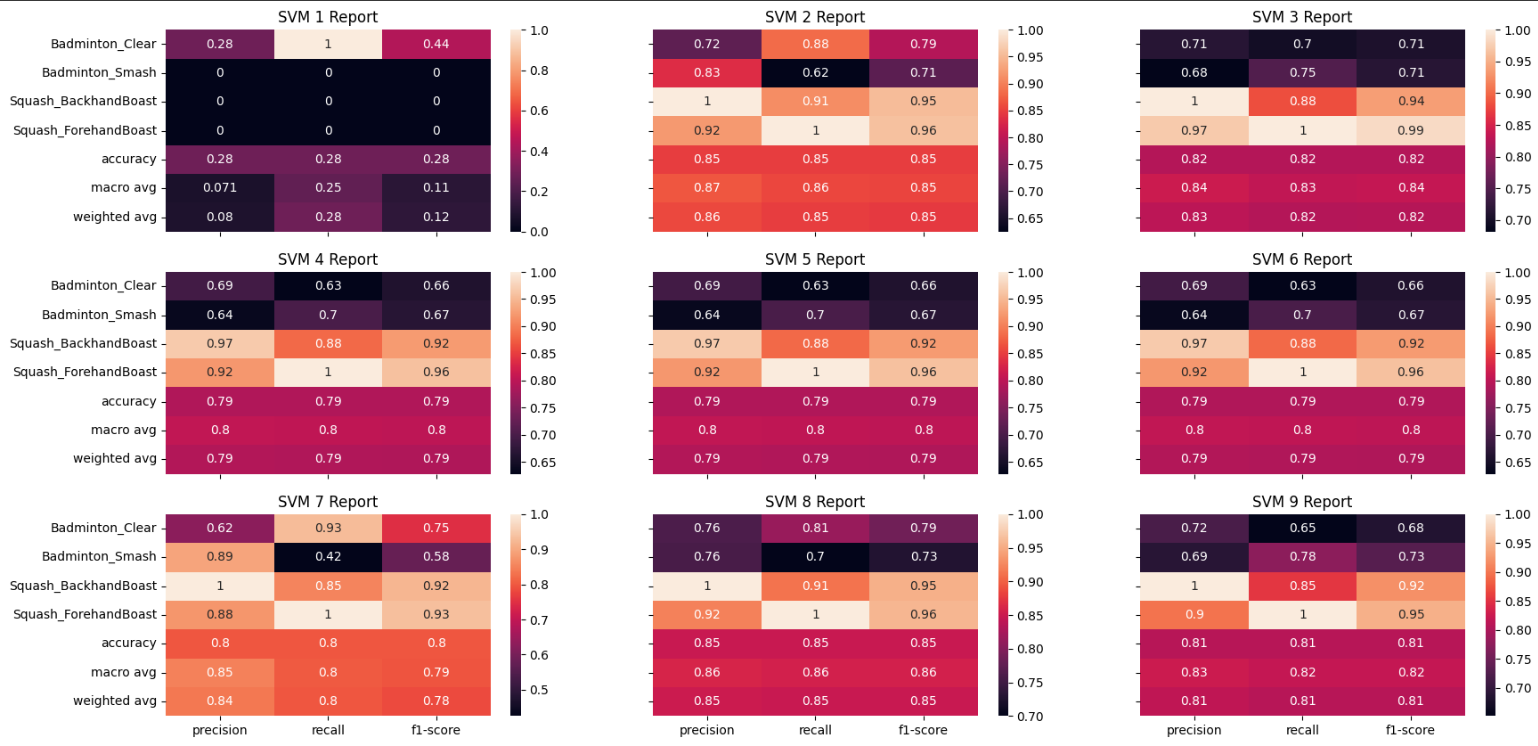 SVM 1 Report SVM 2 Report SVM 3 Report
Badminton_Clear 0.28 1 0.44 1.0 0.72 0.88 0.79 1.00 0.71 0.7 0.71 1.00
Badminton_Smash 0 0 0 0.8 0.83 0.62 0.71 0.95 0.68 0.75 0.71 0.95
Squash_BackhandBoast 0 0 0 0.6 1 0.91 0.95 0.90 1 0.88 0.94 0.90
Squash_ForehandBoast 0 0 0 0.85 0.92 1 0.96 0.80 0.97 1 0.99 0.85
accuracy 0.28 0.28 0.28 0.4 0.85 0.85 0.85 0.75 0.82 0.82 0.82 0.80
macro avg 0.071 0.25 0.11 0.2 0.87 0.86 0.85 0.70 0.84 0.83 0.84 0.75
weighted avg 0.08 0.28 0.12 0.0 0.86 0.85 0.85 0.65 0.83 0.82 0.82 0.70
SVM 4 Report SVM 5 Report SVM 6 Report
Badminton_Clear 0.69 0.63 0.66 1.00 0.69 0.63 0.66 1.00 0.69 0.63 0.66 1.00
Badminton_Smash 0.64 0.7 0.67 0.95 0.64 0.7 0.67 0.95 0.64 0.7 0.67 0.95
Squash_BackhandBoast 0.97 0.88 0.92 0.90 0.97 0.88 0.92 0.90 0.97 0.88 0.92 0.90
Squash_ForehandBoast 0.92 1 0.96 0.85 0.92 1 0.96 0.85 0.92 1 0.96 0.85
accuracy 0.79 0.79 0.79 0.80 0.79 0.79 0.79 0.80 0.79 0.79 0.79 0.80
macro avg 0.8 0.8 0.8 0.75 0.70 0.8 0.8 0.8 0.75 0.70 0.8 0.8 0.8 0.75 0.70
weighted avg 0.79 0.79 0.79 0.65 0.79 0.79 0.79 0.65 0.79 0.79 0.79 0.65
SVM 7 Report SVM 8 Report SVM 9 Report
Badminton_Clear 0.62 0.93 0.75 1.0 0.76 0.81 0.79 1.00 0.72 0.65 0.68 1.00
Badminton_Smash 0.89 0.42 0.58 0.9 0.76 0.7 0.73 0.95 0.69 0.78 0.73 0.95
Squash_BackhandBoast 1 0.85 0.92 0.8 1 0.91 0.95 0.90 1 0.85 0.92 0.90
Squash_ForehandBoast 0.88 1 0.93 0.7 0.92 1 0.96 0.85 0.9 1 0.95 0.85
accuracy 0.8 0.8 0.8 0.6 0.85 0.85 0.85 0.80 0.81 0.81 0.81 0.80
macro avg 0.85 0.8 0.79 0.5 0.86 0.86 0.86 0.75 0.83 0.82 0.82 0.75
weighted avg 0.84 0.8 0.78 0.85 0.85 0.85 0.70 0.81 0.81 0.81 0.70
precision recall f1-score precision recall f1-score precision recall f1-score